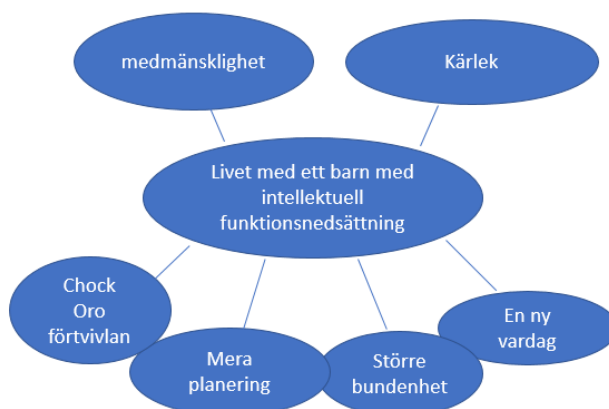 medmänsklighet
Kärlek
Livet med ett barn med
intellektuell
funktionsnedsättning
Chock
Oro
förtvivlan
Mera
planering
Större
bundenhet
En ny
vardag